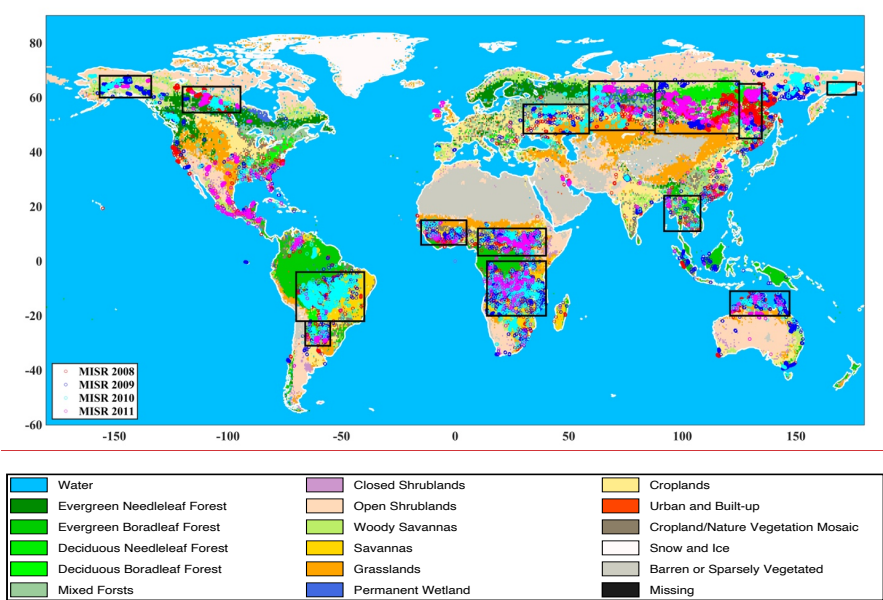 80
60
40
20
0
-20
-40
-60
MISR 2008
MISR 2009
MISR 2010
MISR 2011
-150 -100 -50 0 50 100 150
Water Closed Shrublands Croplands
Evergreen Needleleaf Forest Open Shrublands Urban and Built-up
Evergreen Boradleaf Forest Woody Savannas Cropland/Nature Vegetation Mosaic
Deciduous Needleleaf Forest Savannas Snow and Ice
Deciduous Boradleaf Forest Grasslands Barren or Sparsely Vegetated
Mixed Forsts Permanent Wetland Missing